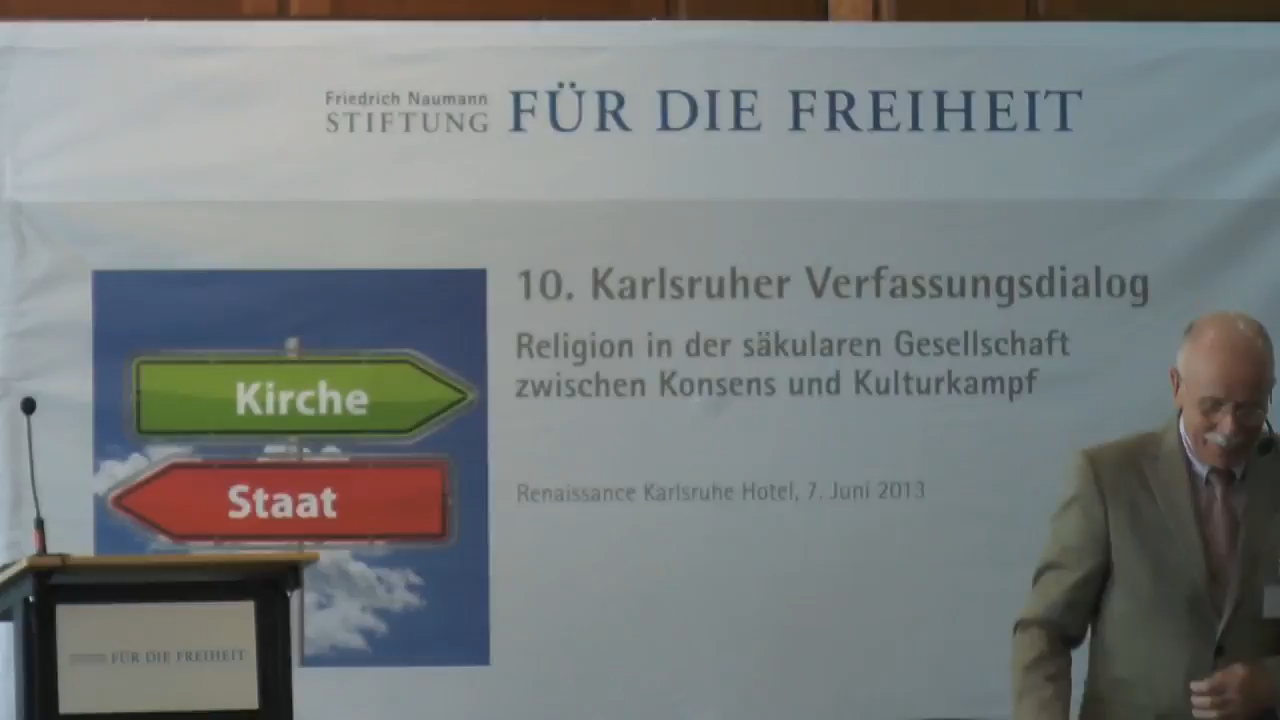 Friedrich Naumann
STIFTUNG FÜR DIE FREIHEIT
10. Karlsruher Verfassungsdialog
Religion in der säkularen Gesellschaft
zwischen Konsens und Kulturkampf
Kirche
Staat
Renaissance Karlsruhe Hotel, 7. Juni 2013
FÜR DIE FREIHEIT